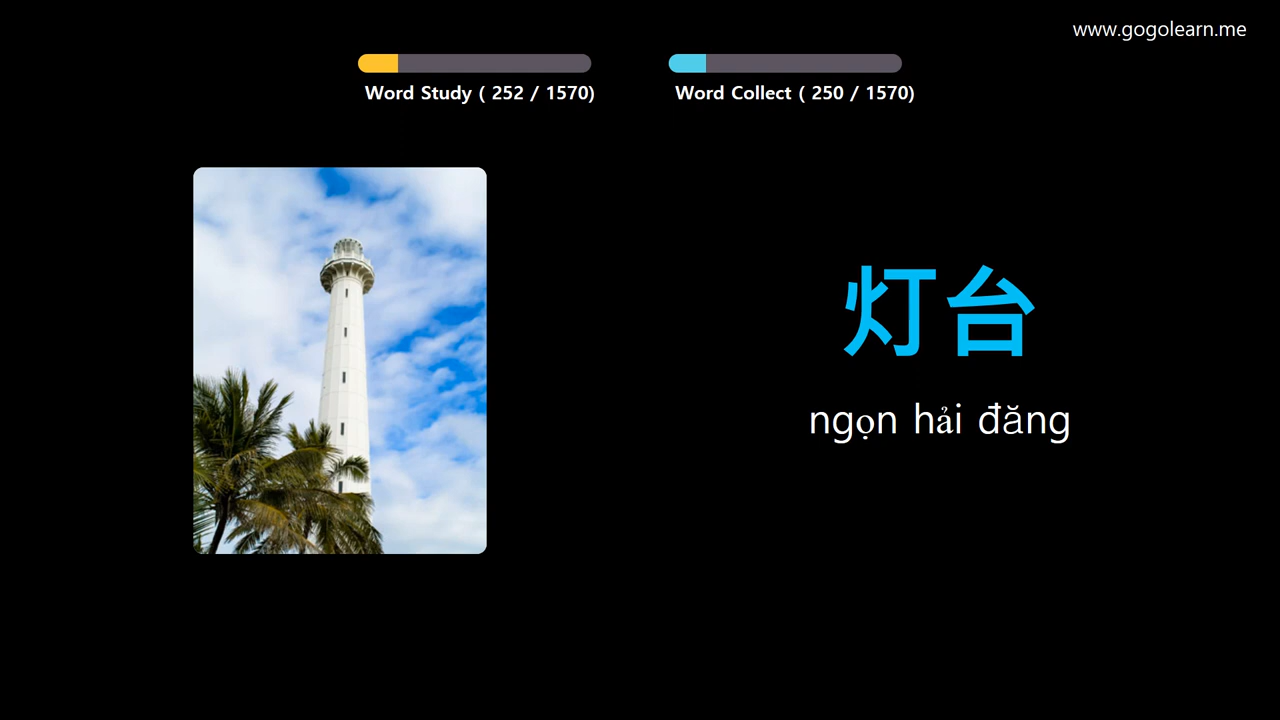 www.gogolearn.me
Word Study ( 252 / 1570)
Word Collect ( 250 / 1570)
灯台
ngọn hải đăng